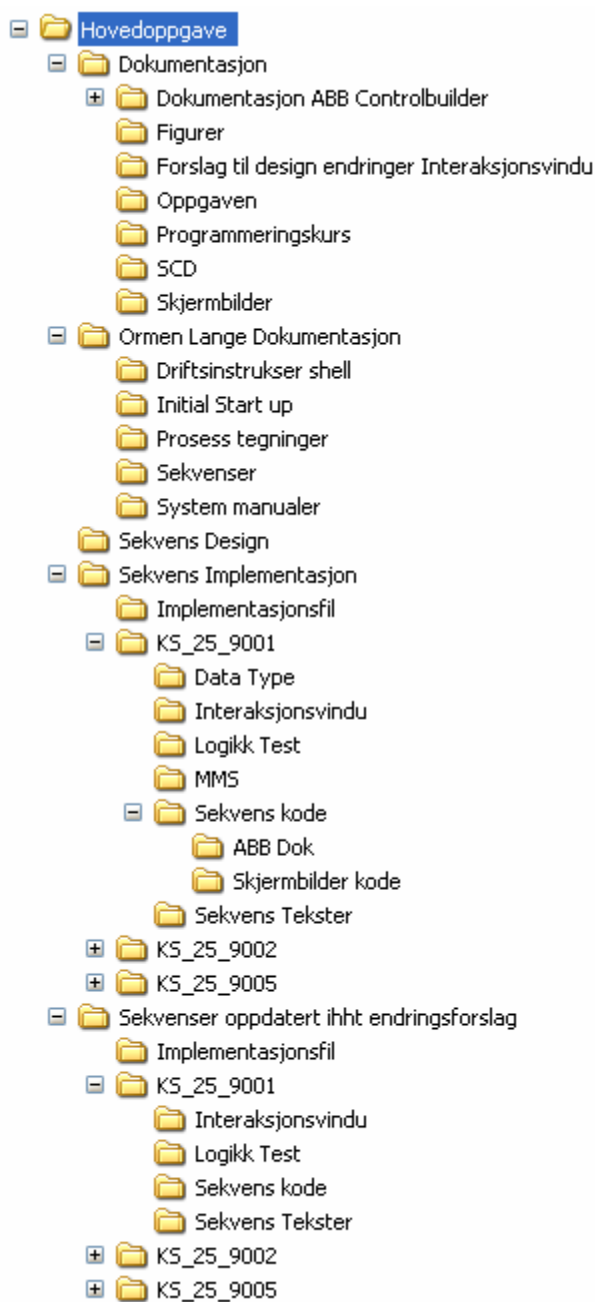 Hovedoppgave
Dokumentasjon
Dokumentasjon ABB Controlbuilder
Figurer
Forslag til design endringer Interaksjonsvindu
Oppgaven
Programmeringskurs
SCD
Skjermbilder
Ormen Lange Dokumentasjon
Driftsinstrukser shell
Initial Start up
Prosess tegninger
Sekvenser
System manualer
Sekvens Design
Sekvens Implementasjon
Implementasjonsfil
KS_25_9001
Data Type
Interaksjonsvindu
Logikk Test
MMS
Sekvens kode
ABB Dok
Skjermbilder kode
Sekvens Tekster
KS_25_9002
KS_25_9005
Sekvenser oppdatert ihht endringsforslag
Implementasjonsfil
KS_25_9001
Interaksjonsvindu
Logikk Test
Sekvens kode
Sekvens Tekster
KS_25_9002
KS_25_9005